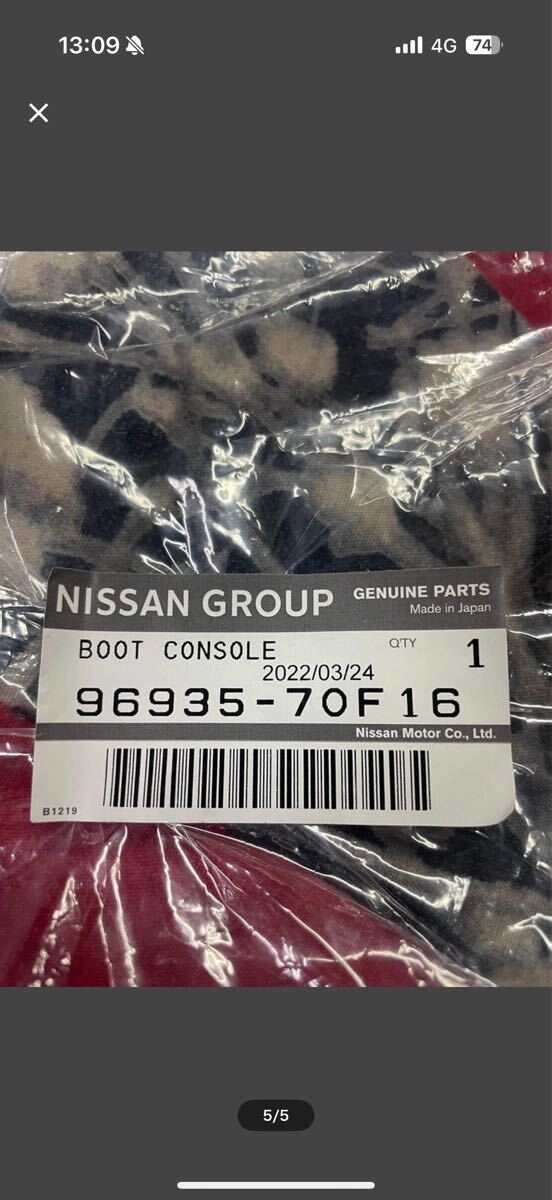 13:09
4G 74
NISSAN GROUP
GENUINE PARTS
Made in Japan
BOOT CONSOLE
Q'TY 1
2022/03/24
96935-70F16
Nissan Motor Co., Ltd.
B1219
5/5